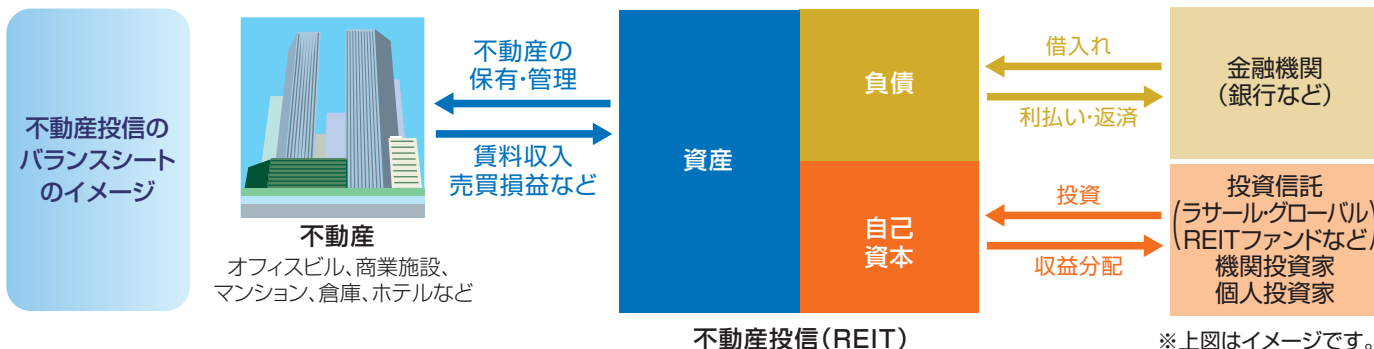 不動産投信の
バランスシート
のイメージ
不動産
オフィスビル、商業施設、
マンション、倉庫、ホテルなど
不動産の
保有・管理
賃料収入
売買損益など
資産
負債
自己
資本
不動産投信(REIT)
借入れ
利払い・返済
投資
収益分配
金融機関
(銀行など)
投資信託
(ラサール・グローバル
REITファンドなど)
機関投資家
個人投資家
※上図はイメージです。